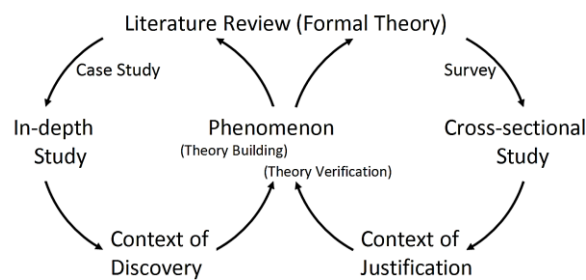 Literature Review (Formal Theory)
Case Study
Survey
In-depth
Study
Phenomenon
(Theory Building)
(Theory Verification)
Cross-sectional
Study
Context of
Discovery
Context of
Justification